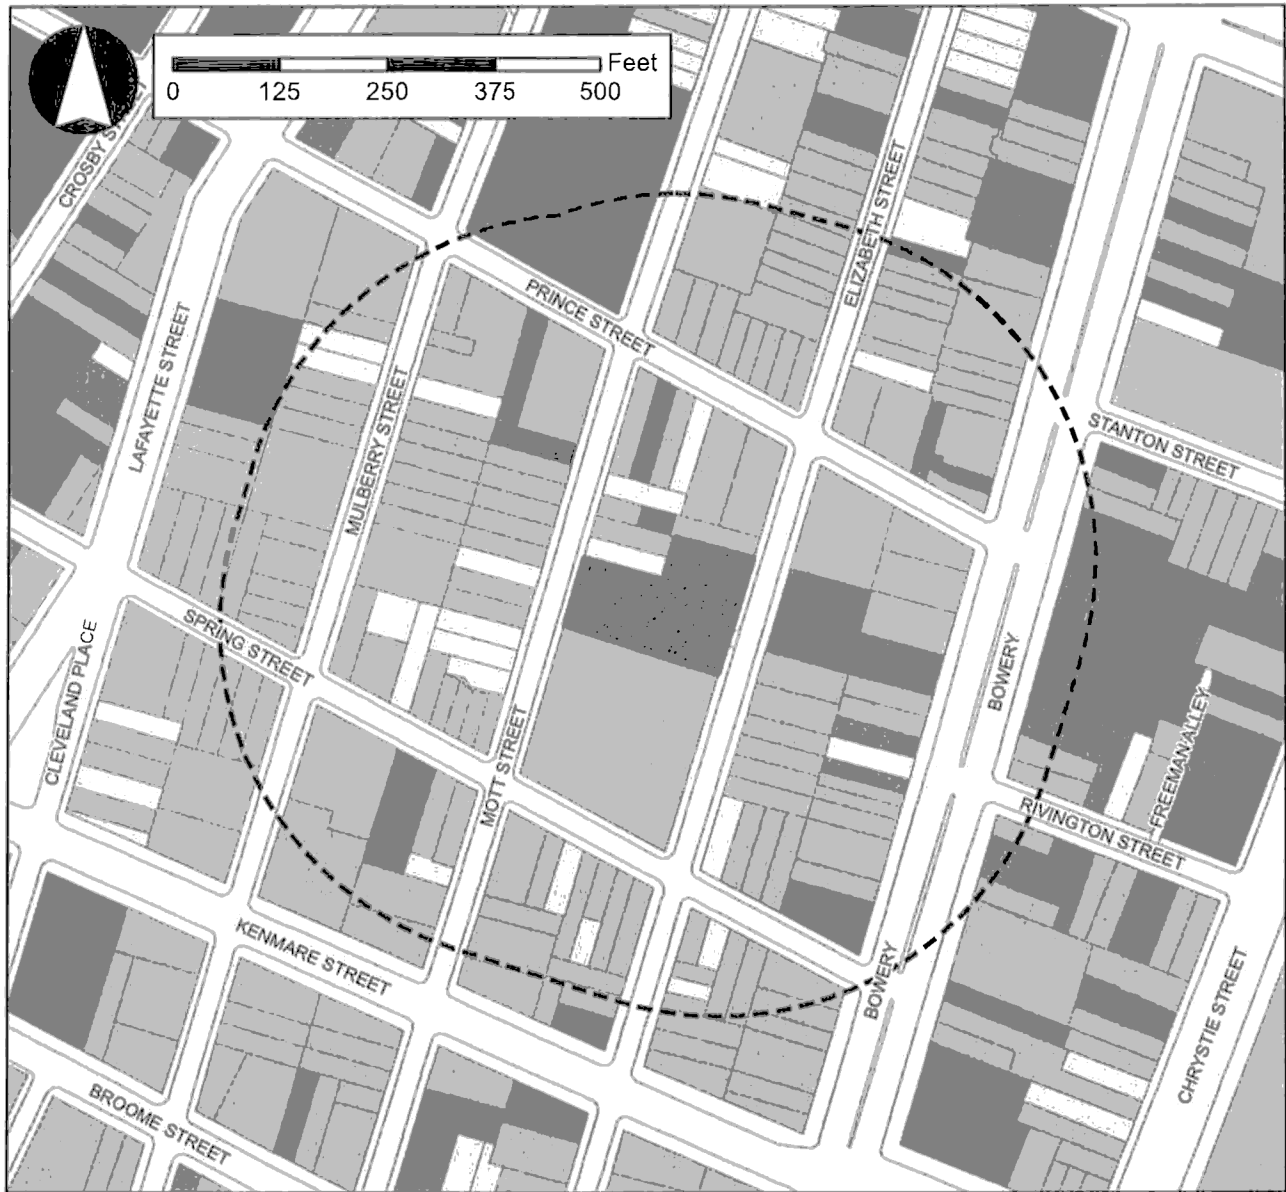 Feet
0 125 250 375 500
CROSBY ST
ELIZABETH STREET
PRINCE STREET
LAFAYETTE STREET
MULBERRY STREET
STANTON STREET
SPRING STREET
CLEVELAND PLACE
BOWERY
FREEMAN ALLEY
MOTT STREET
RIVINGTON STREET
KENMARE STREET
BOWERY
CHRYSTIE STREET
BROOME STREET